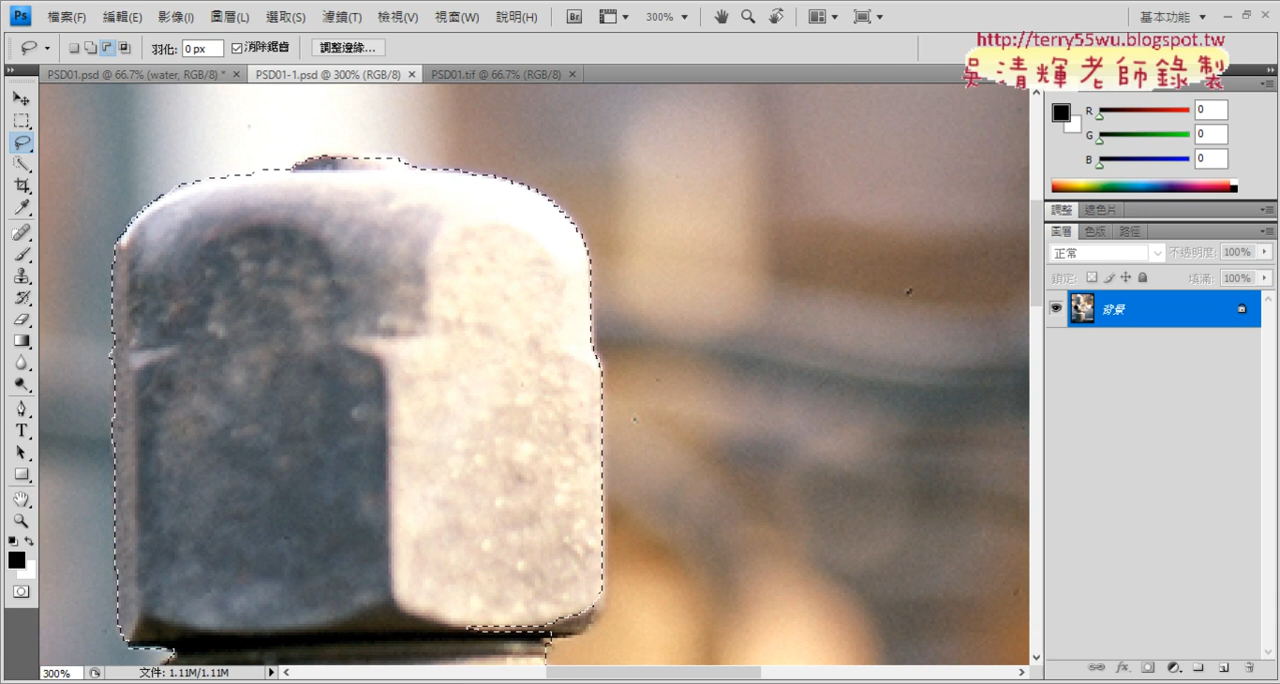 Ps 檔案(F) 編輯(E) 影像(I) 圖層(L) 選取(S) 濾鏡(T) 檢視(V) 視窗(W) 說明(H) Br 300% 基本功能
羽化: 0 px 消除鋸齒 調整邊緣...
http://terry55wu.blogspot.tw
吳清輝老師錄製
PSD01.psd @ 66.7% (water, RGB/8) * × PSD01-1.psd @ 300% (RGB/8) × PSD01.tif @ 66.7% (RGB/8) ×
R 0
G 0
B 0
調整 遮色片
圖層 色版 路徑
正常 不透明度: 100%
鎖定: 填滿: 100%
背景
T
fx
300% 文件: 1.11M/1.11M